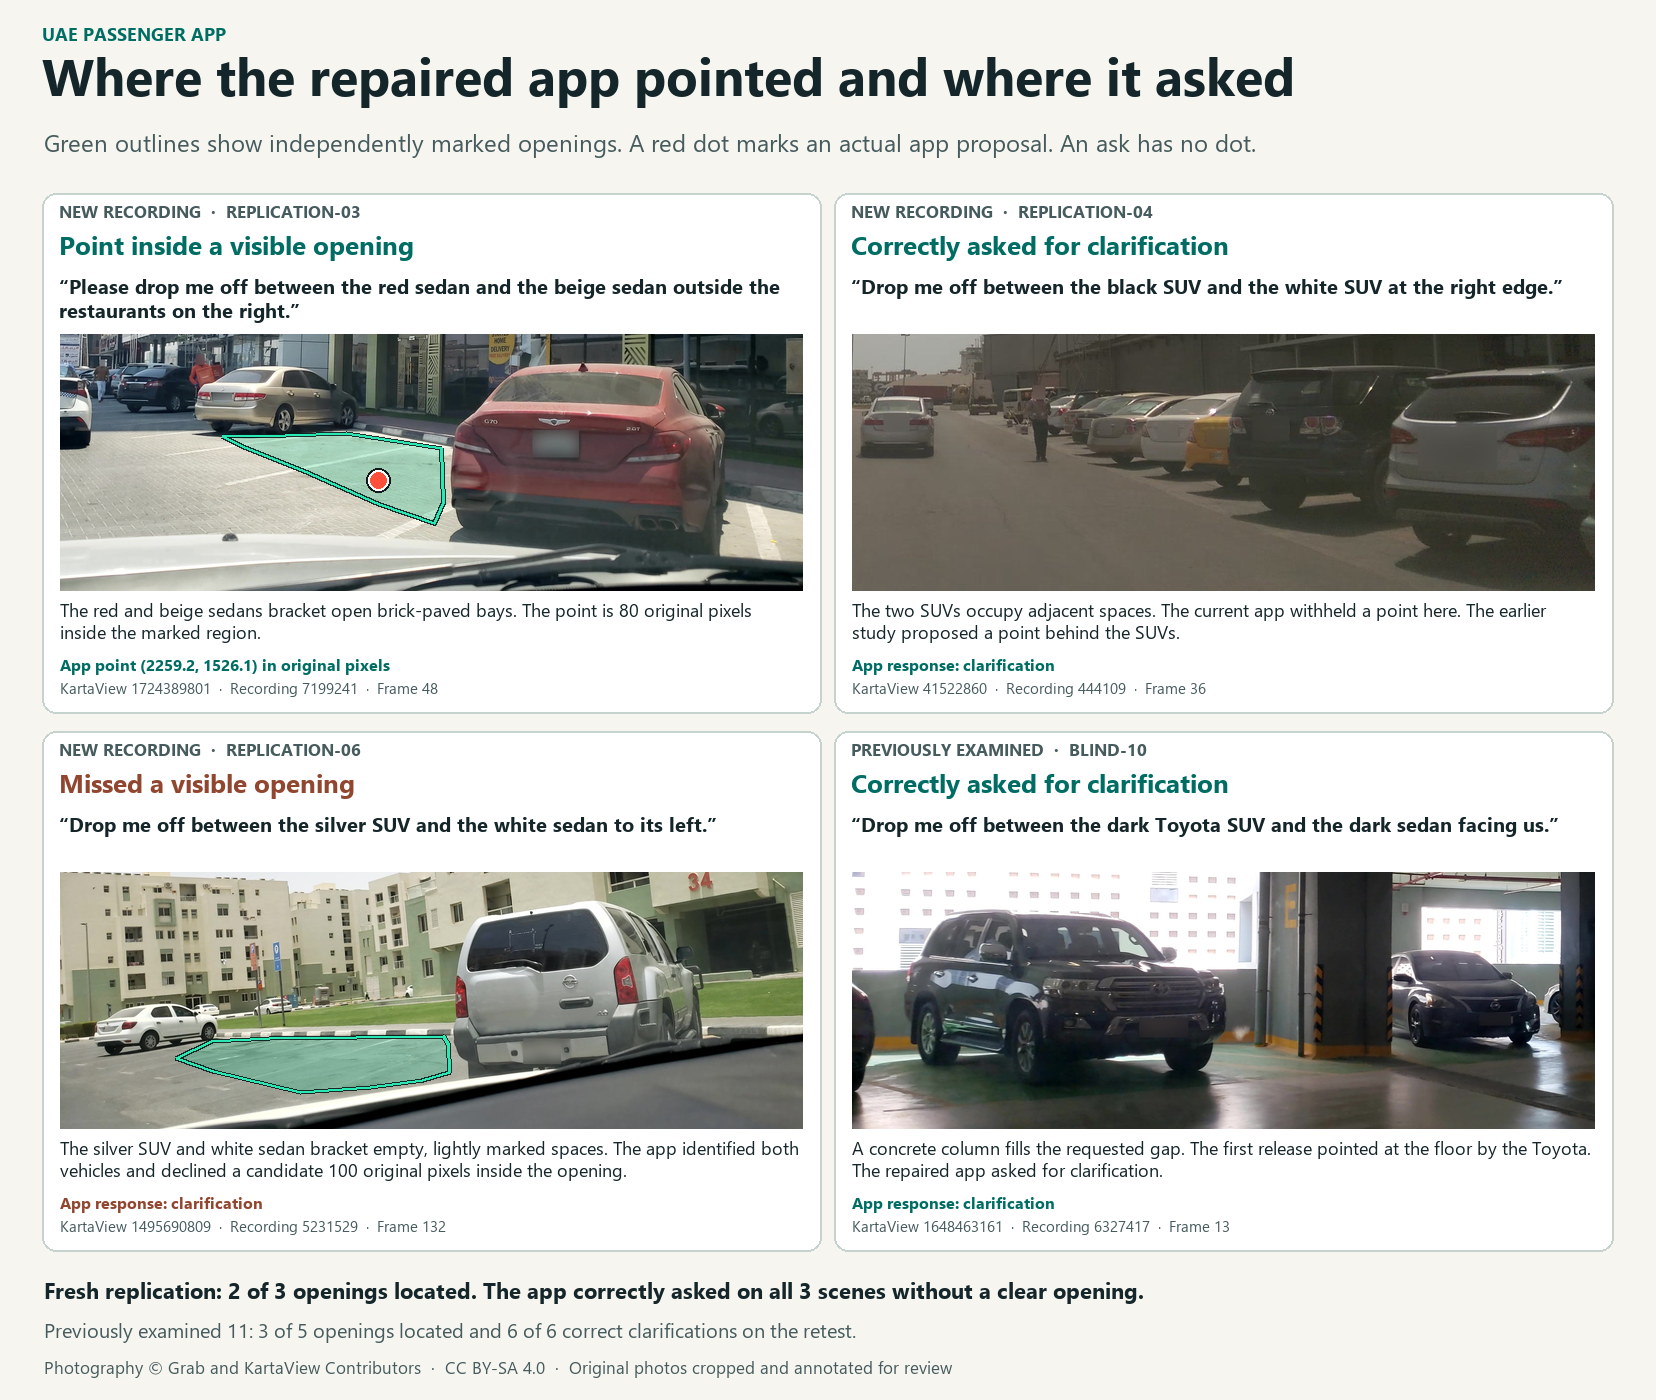 UAE PASSENGER APP
Where the repaired app pointed and where it asked
Green outlines show independently marked openings. A red dot marks an actual app proposal. An ask has no dot.
NEW RECORDING · REPLICATION-03
Point inside a visible opening
“Please drop me off between the red sedan and the beige sedan outside the
restaurants on the right.”
HOME
DELIVERY
G70
The red and beige sedans bracket open brick-paved bays. The point is 80 original pixels
inside the marked region.
App point (2259.2, 1526.1) in original pixels
KartaView 1724389801 · Recording 7199241 · Frame 48
NEW RECORDING · REPLICATION-04
Correctly asked for clarification
“Drop me off between the black SUV and the white SUV at the right edge.”
The two SUVs occupy adjacent spaces. The current app withheld a point here. The earlier
study proposed a point behind the SUVs.
App response: clarification
KartaView 41522860 · Recording 444109 · Frame 36
NEW RECORDING · REPLICATION-06
Missed a visible opening
“Drop me off between the silver SUV and the white sedan to its left.”
34
The silver SUV and white sedan bracket empty, lightly marked spaces. The app identified both
vehicles and declined a candidate 100 original pixels inside the opening.
App response: clarification
KartaView 1495690809 · Recording 5231529 · Frame 132
PREVIOUSLY EXAMINED · BLIND-10
Correctly asked for clarification
“Drop me off between the dark Toyota SUV and the dark sedan facing us.”
E
A concrete column fills the requested gap. The first release pointed at the floor by the Toyota.
The repaired app asked for clarification.
App response: clarification
KartaView 1648463161 · Recording 6327417 · Frame 13
Fresh replication: 2 of 3 openings located. The app correctly asked on all 3 scenes without a clear opening.
Previously examined 11: 3 of 5 openings located and 6 of 6 correct clarifications on the retest.
Photography © Grab and KartaView Contributors · CC BY-SA 4.0 · Original photos cropped and annotated for review